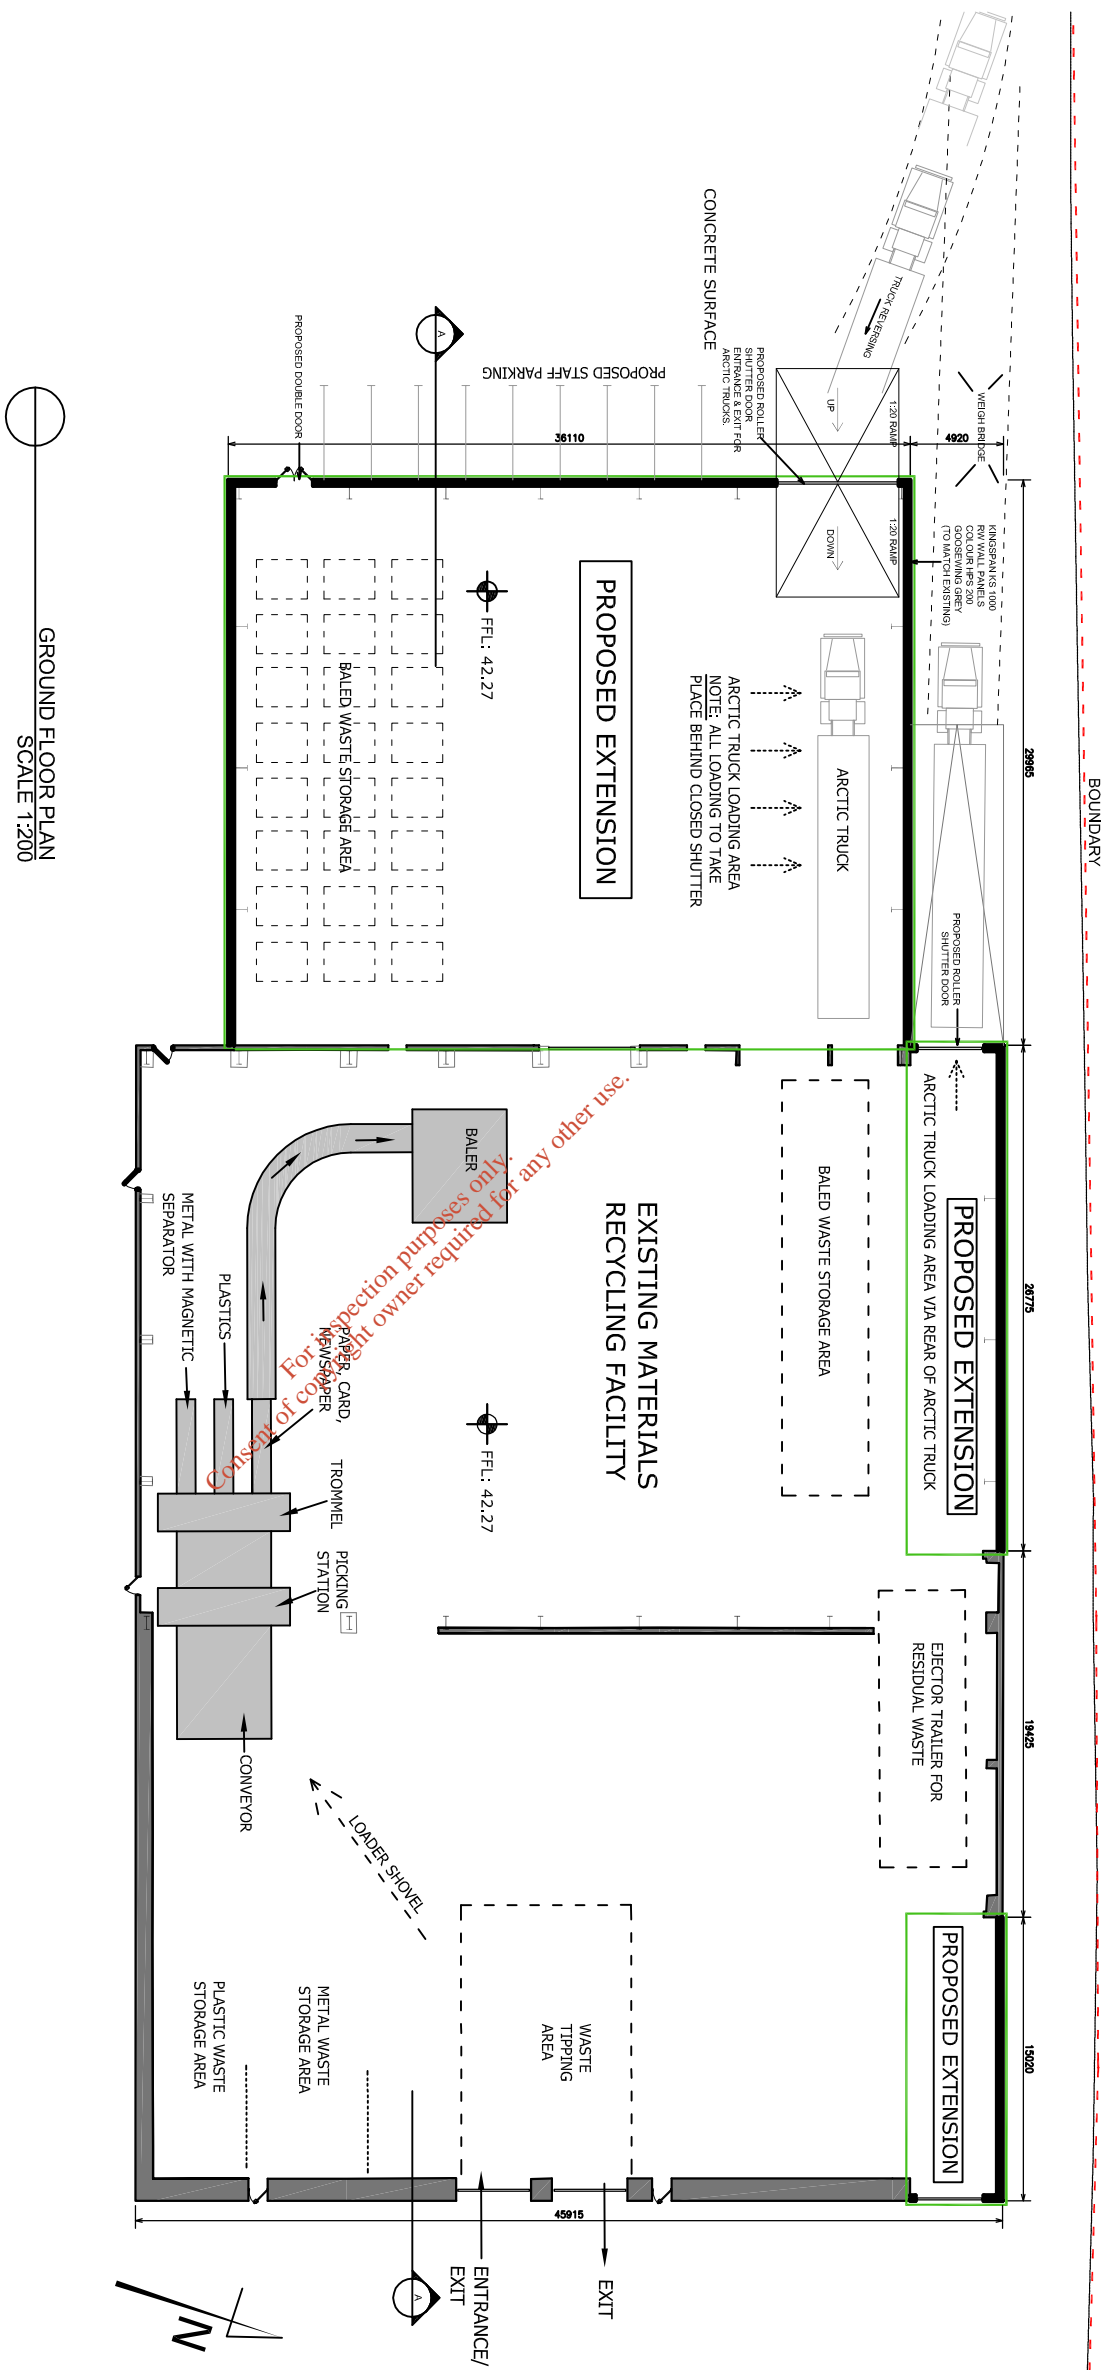 BOUNDARY
CONCRETE SURFACE
TRUCK REVERSING
WEIGH BRIDGE
PROPOSED ROLLER
SHUTTER DOOR
ENTRANCE & EXIT FOR
ARCTIC TRUCKS.
UP
1:20 RAMP
DOWN
1:20 RAMP
PROPOSED STAFF PARKING
A
PROPOSED DOUBLE DOOR
36110
4920
29965
26775
19425
15020
45915
KINGSPAN KS 1000
RW WALL PANELS
COLOUR HPS 200
GOOSEWING GREY
(TO MATCH EXISTING)
PROPOSED EXTENSION
FFL: 42.27
BALED WASTE STORAGE AREA
ARCTIC TRUCK LOADING AREA
NOTE: ALL LOADING TO TAKE
PLACE BEHIND CLOSED SHUTTER
ARCTIC TRUCK
PROPOSED ROLLER
SHUTTER DOOR
PROPOSED EXTENSION
ARCTIC TRUCK LOADING AREA VIA REAR OF ARCTIC TRUCK
BALED WASTE STORAGE AREA
EXISTING MATERIALS
RECYCLING FACILITY
FFL: 42.27
BALER
METAL WITH MAGNETIC
SEPARATOR
PLASTICS
PAPER, CARD,
NEWSPAPER
TROMMEL
PICKING
STATION
CONVEYOR
LOADER SHOVEL
EJECTOR TRAILER FOR
RESIDUAL WASTE
PROPOSED EXTENSION
WASTE
TIPPING
AREA
METAL WASTE
STORAGE AREA
PLASTIC WASTE
STORAGE AREA
ENTRANCE/
EXIT
EXIT
A
N
GROUND FLOOR PLAN
SCALE 1:200
For inspection purposes only.
Consent of copyright owner required for any other use.